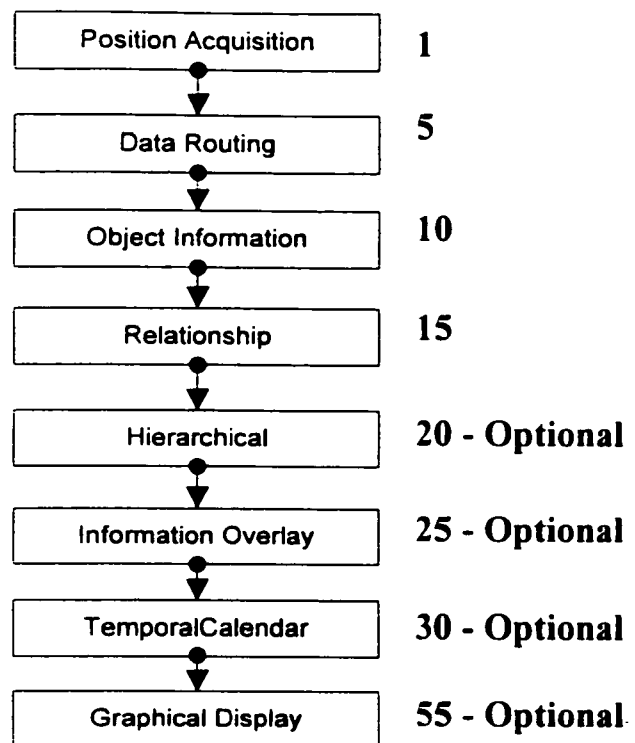 Position Acquisition 1
Data Routing 5
Object Information 10
Relationship 15
Hierarchical 20 - Optional
Information Overlay 25 - Optional
TemporalCalendar 30 - Optional
Graphical Display 55 - Optional